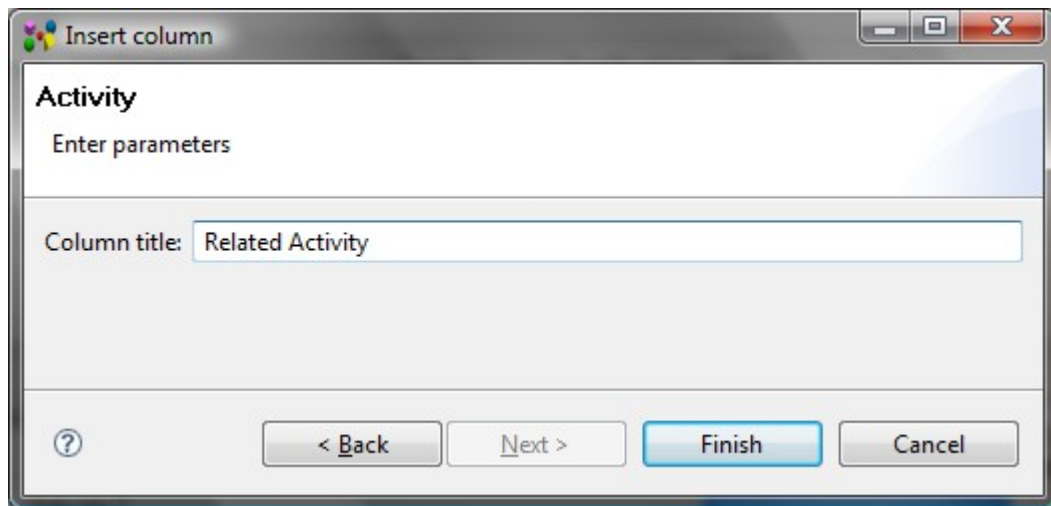 Insert column
Activity
Enter parameters
Column title: Related Activity
< Back Next > Finish Cancel